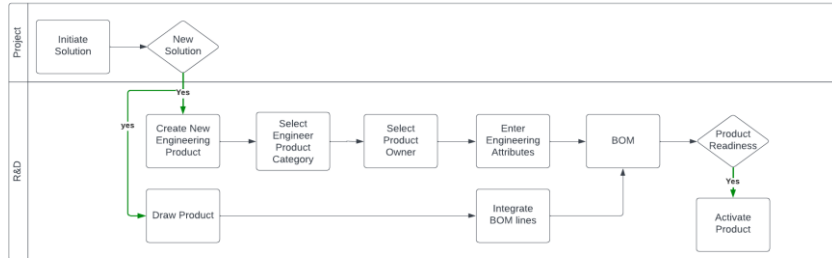 Project
Initiate
Solution
New
Solution
R&D
Yes
yes
Create New
Engineering
Product
Select
Engineer
Product
Category
Select
Product
Owner
Enter
Engineering
Attributes
BOM
Product
Readiness
Yes
Draw Product
Integrate
BOM lines
Activate
Product